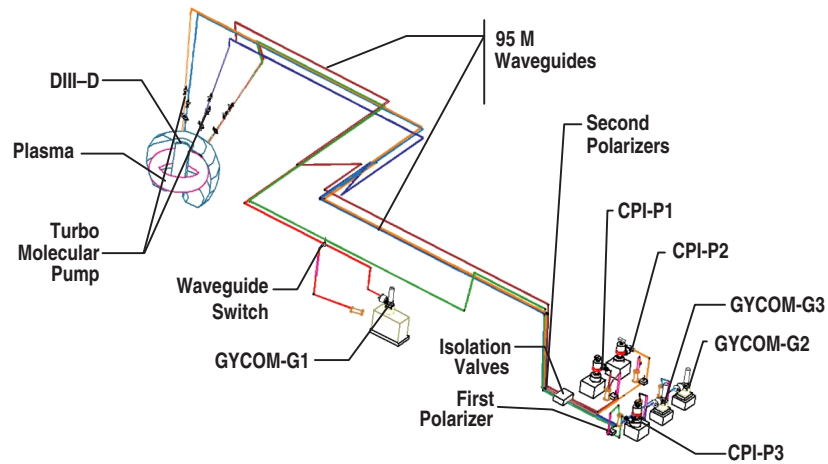 95 M
Waveguides
DIII–D
Plasma
Turbo
Molecular
Pump
Second
Polarizers
CPI-P1
CPI-P2
GYCOM-G3
GYCOM-G2
Waveguide
Switch
GYCOM-G1
Isolation
Valves
First
Polarizer
CPI-P3